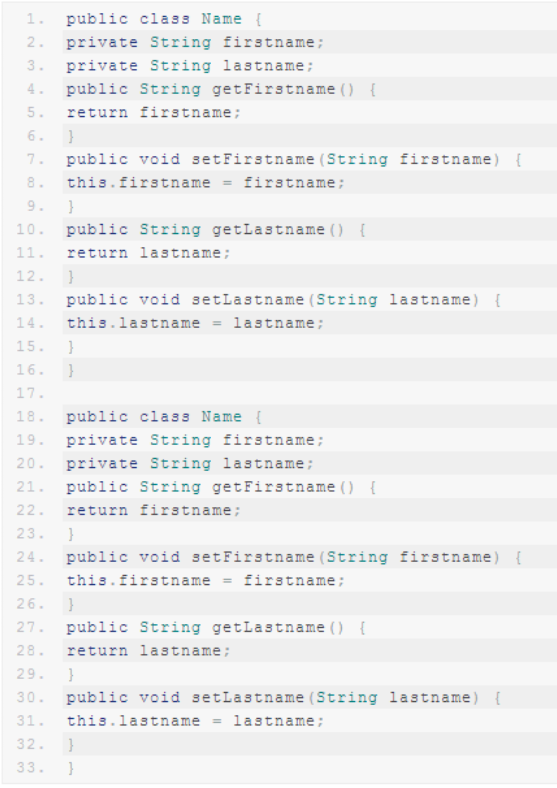 1. public class Name {
2. private String firstname;
3. private String lastname;
4. public String getFirstname() {
5. return firstname;
6. }
7. public void setFirstname(String firstname) {
8. this.firstname = firstname;
9. }
10. public String getLastname() {
11. return lastname;
12. }
13. public void setLastname(String lastname) {
14. this.lastname = lastname;
15. }
16. }
17.
18. public class Name {
19. private String firstname;
20. private String lastname;
21. public String getFirstname() {
22. return firstname;
23. }
24. public void setFirstname(String firstname) {
25. this.firstname = firstname;
26. }
27. public String getLastname() {
28. return lastname;
29. }
30. public void setLastname(String lastname) {
31. this.lastname = lastname;
32. }
33. }